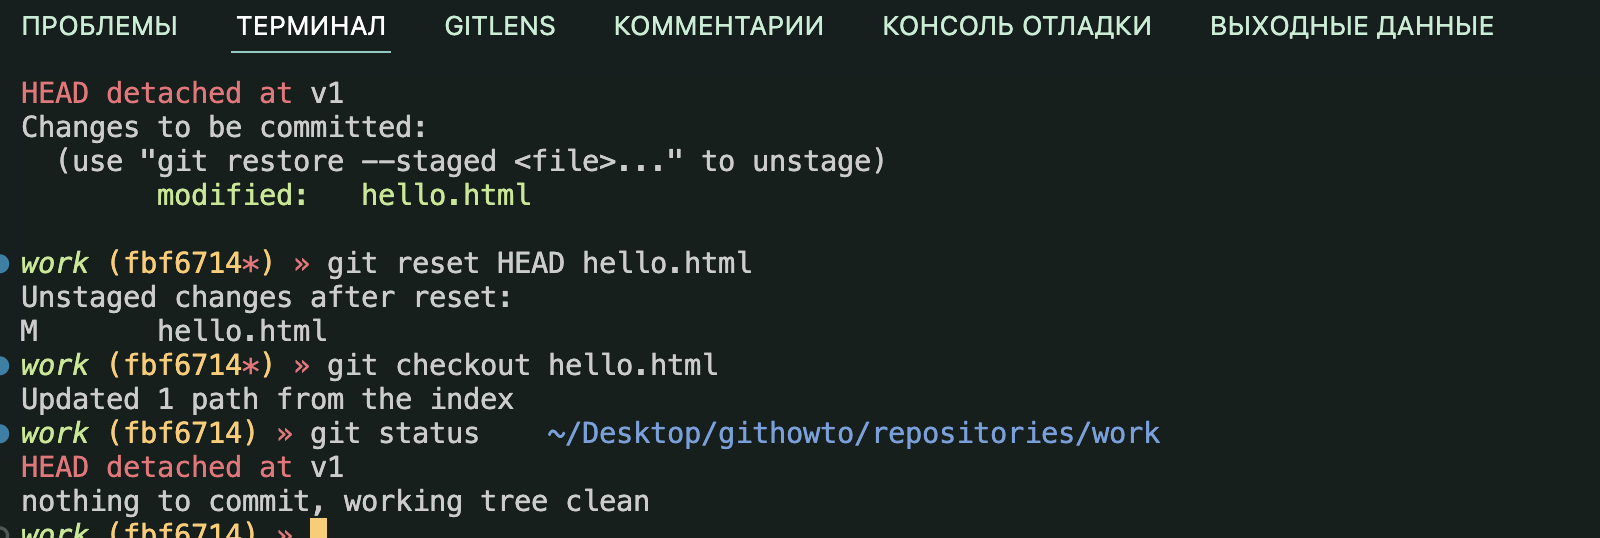 ПРОБЛЕМЫ ТЕРМИНАЛ GITLENS КОММЕНТАРИИ КОНСОЛЬ ОТЛАДКИ ВЫХОДНЫЕ ДАННЫЕ
HEAD detached at v1
Changes to be committed:
  (use "git restore --staged <file>..." to unstage)
        modified:   hello.html
work (fbf6714*) » git reset HEAD hello.html
Unstaged changes after reset:
M       hello.html
work (fbf6714*) » git checkout hello.html
Updated 1 path from the index
work (fbf6714) » git status    ~/Desktop/githowto/repositories/work
HEAD detached at v1
nothing to commit, working tree clean
work (fbf6714) »